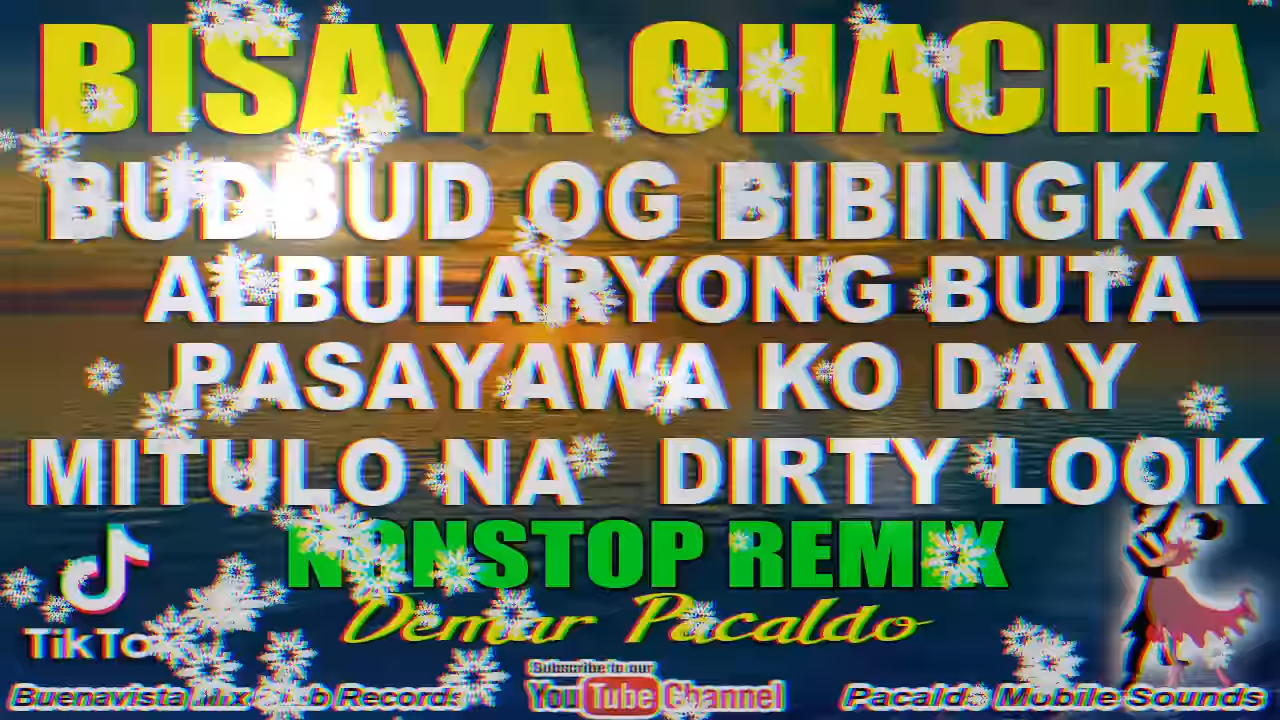 BISAYA CHACHA
BUDBUD OG BIBINGKA
ALBULARYONG BUTA
PASAYAWA KO DAY
MITULO NA DIRTY LOOK
NONSTOP REMIX
Demar Pacaldo
TikTok
Subscribe to our
YouTube Channel
Buenavista Mix Club Records
Pacaldo Mobile Sounds